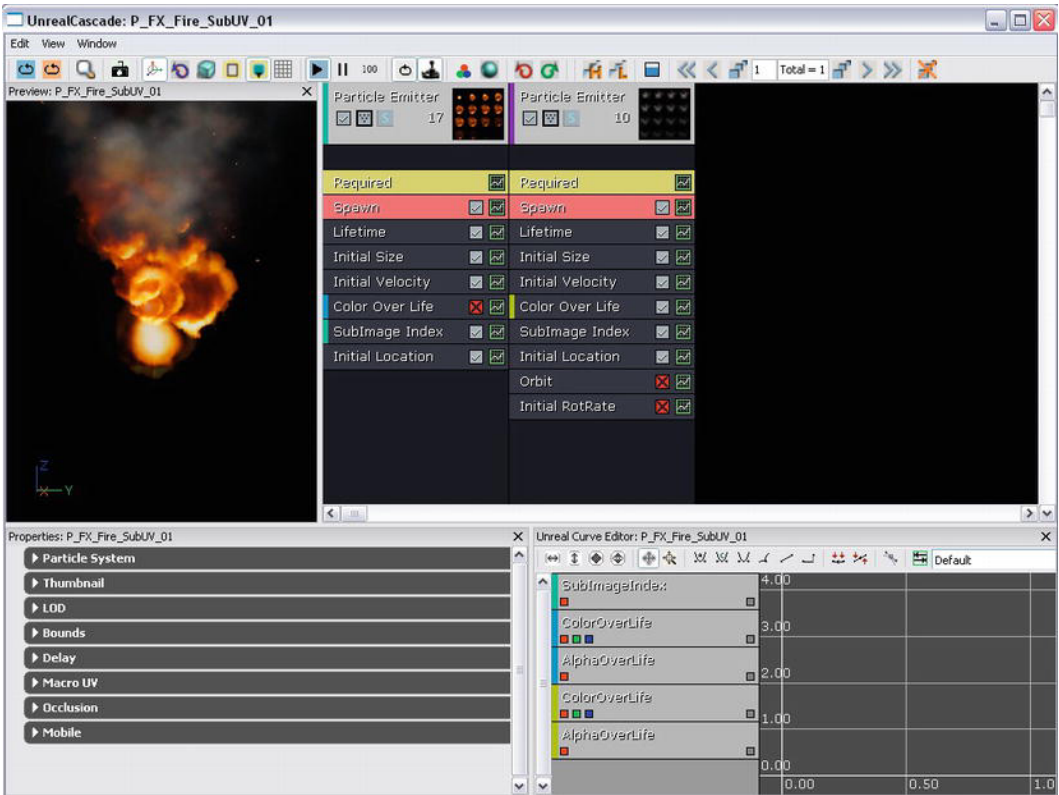 UnrealCascade: P_FX_Fire_SubUV_01
Edit View Window
100
1
Total = 1
Preview: P_FX_Fire_SubUV_01
Particle Emitter
17
Particle Emitter
10
Required
Required
Spawn
Spawn
Lifetime
Lifetime
Initial Size
Initial Size
Initial Velocity
Initial Velocity
Color Over Life
Color Over Life
SubImage Index
SubImage Index
Initial Location
Initial Location
Orbit
Initial RotRate
Z
X
Y
Properties: P_FX_Fire_SubUV_01
Particle System
Thumbnail
LOD
Bounds
Delay
Macro UV
Occlusion
Mobile
Unreal Curve Editor: P_FX_Fire_SubUV_01
Default
SubImageIndex
ColorOverLife
AlphaOverLife
ColorOverLife
AlphaOverLife
4.00
3.00
2.00
1.00
0.00
0.00
0.50
1.0